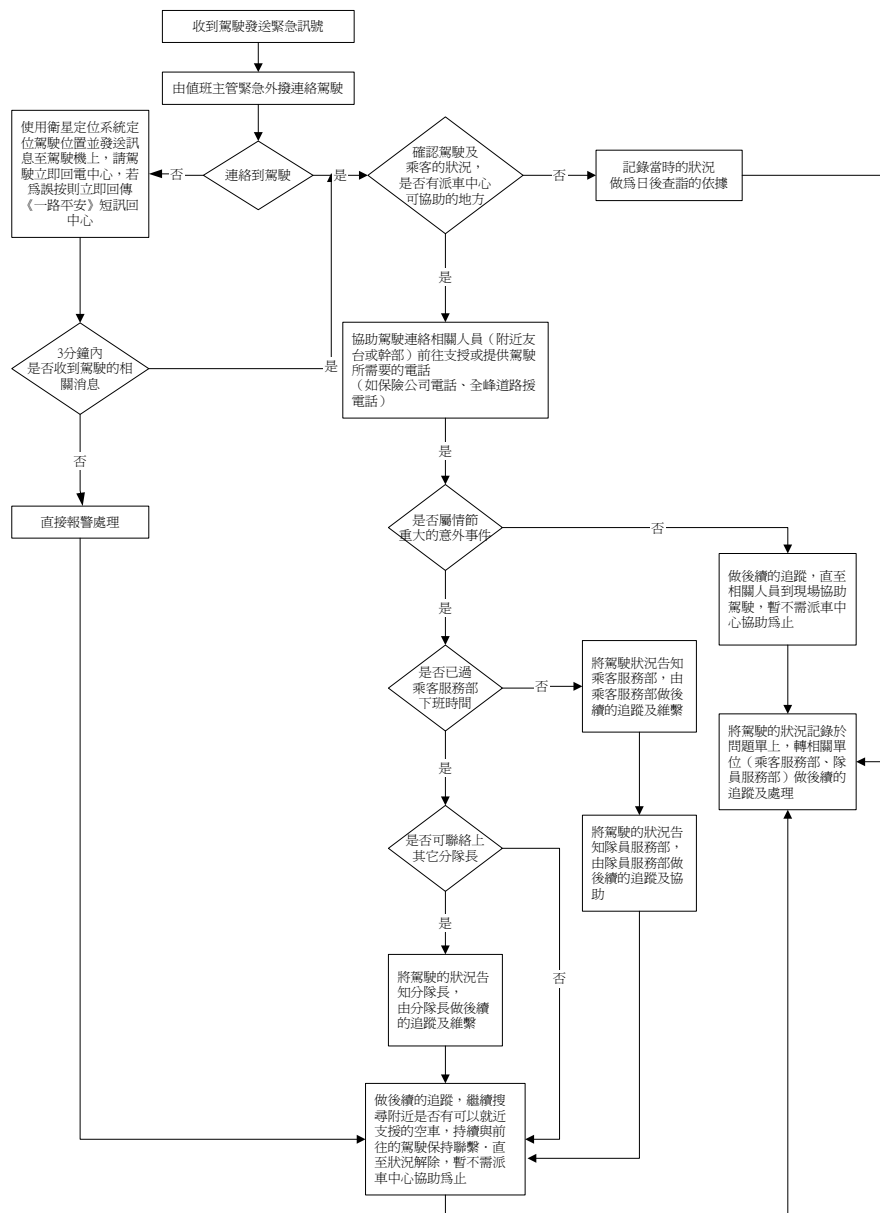 收到駕駛發送緊急訊號
由值班主管緊急外撥連絡駕駛
使用衛星定位系統定
位駕駛位置並發送訊
息至駕駛機上，請駕
駛立即回電中心，若
為誤按則立即回傳
《一路平安》短訊回
中心
否
連絡到駕駛
是
確認駕駛及
乘客的狀況，
是否有派車中心
可協助的地方
否
記錄當時的狀況
做為日後查詣的依據
是
3分鐘內
是否收到駕駛的相
關消息
是
協助駕駛連絡相關人員（附近友
台或幹部）前往支授或提供駕駛
所需要的電話
（如保險公司電話、全峰道路援
電話）
否
是
直接報警處理
是否屬情節
重大的意外事件
否
做後續的追蹤，直至
相關人員到現場協助
駕駛，暫不需派車中
心協助為止
是
是否已過
乘客服務部
下班時間
否
將駕駛狀況告知
乘客服務部，由
乘客服務部做後
續的追蹤及維繫
將駕駛的狀況記錄於
問題單上，轉相關單
位（乘客服務部、隊
員服務部）做後續的
追蹤及處理
是
是否可聯絡上
其它分隊長
將駕駛的狀況告
知隊員服務部，
由隊員服務部做
後續的追蹤及協
助
是
否
將駕駛的狀況告
知分隊長，
由分隊長做後續
的追蹤及維繫
做後續的追蹤，繼續搜
尋附近是否有可以就近
支援的空車，持續與前
往的駕駛保持聯繫．直
至狀況解除，暫不需派
車中心協助為止